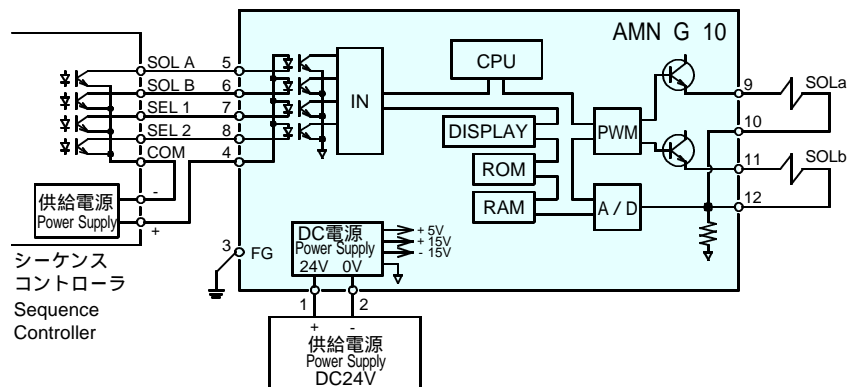 AMN G 10
CPU
SOL A 5
SOL B 6
SEL 1 7
SEL 2 8
COM 4
IN
DISPLAY
ROM
RAM
PWM
A / D
9
10
11
12
SOLa
SOLb
供給電源
Power Supply
-
+
シーケンス
コントローラ
Sequence
Controller
3
FG
DC電源
Power Supply
24V 0V
+ 5V
+ 15V
- 15V
1 2
+ -
供給電源
Power Supply
DC24V